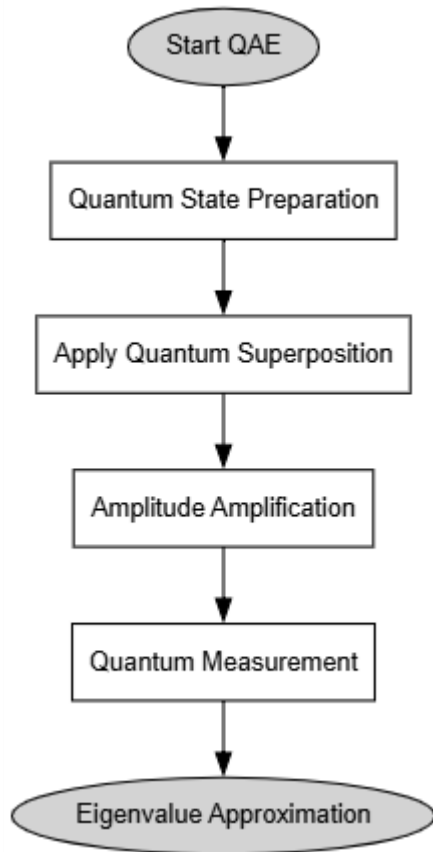 Start QAE
Quantum State Preparation
Apply Quantum Superposition
Amplitude Amplification
Quantum Measurement
Eigenvalue Approximation